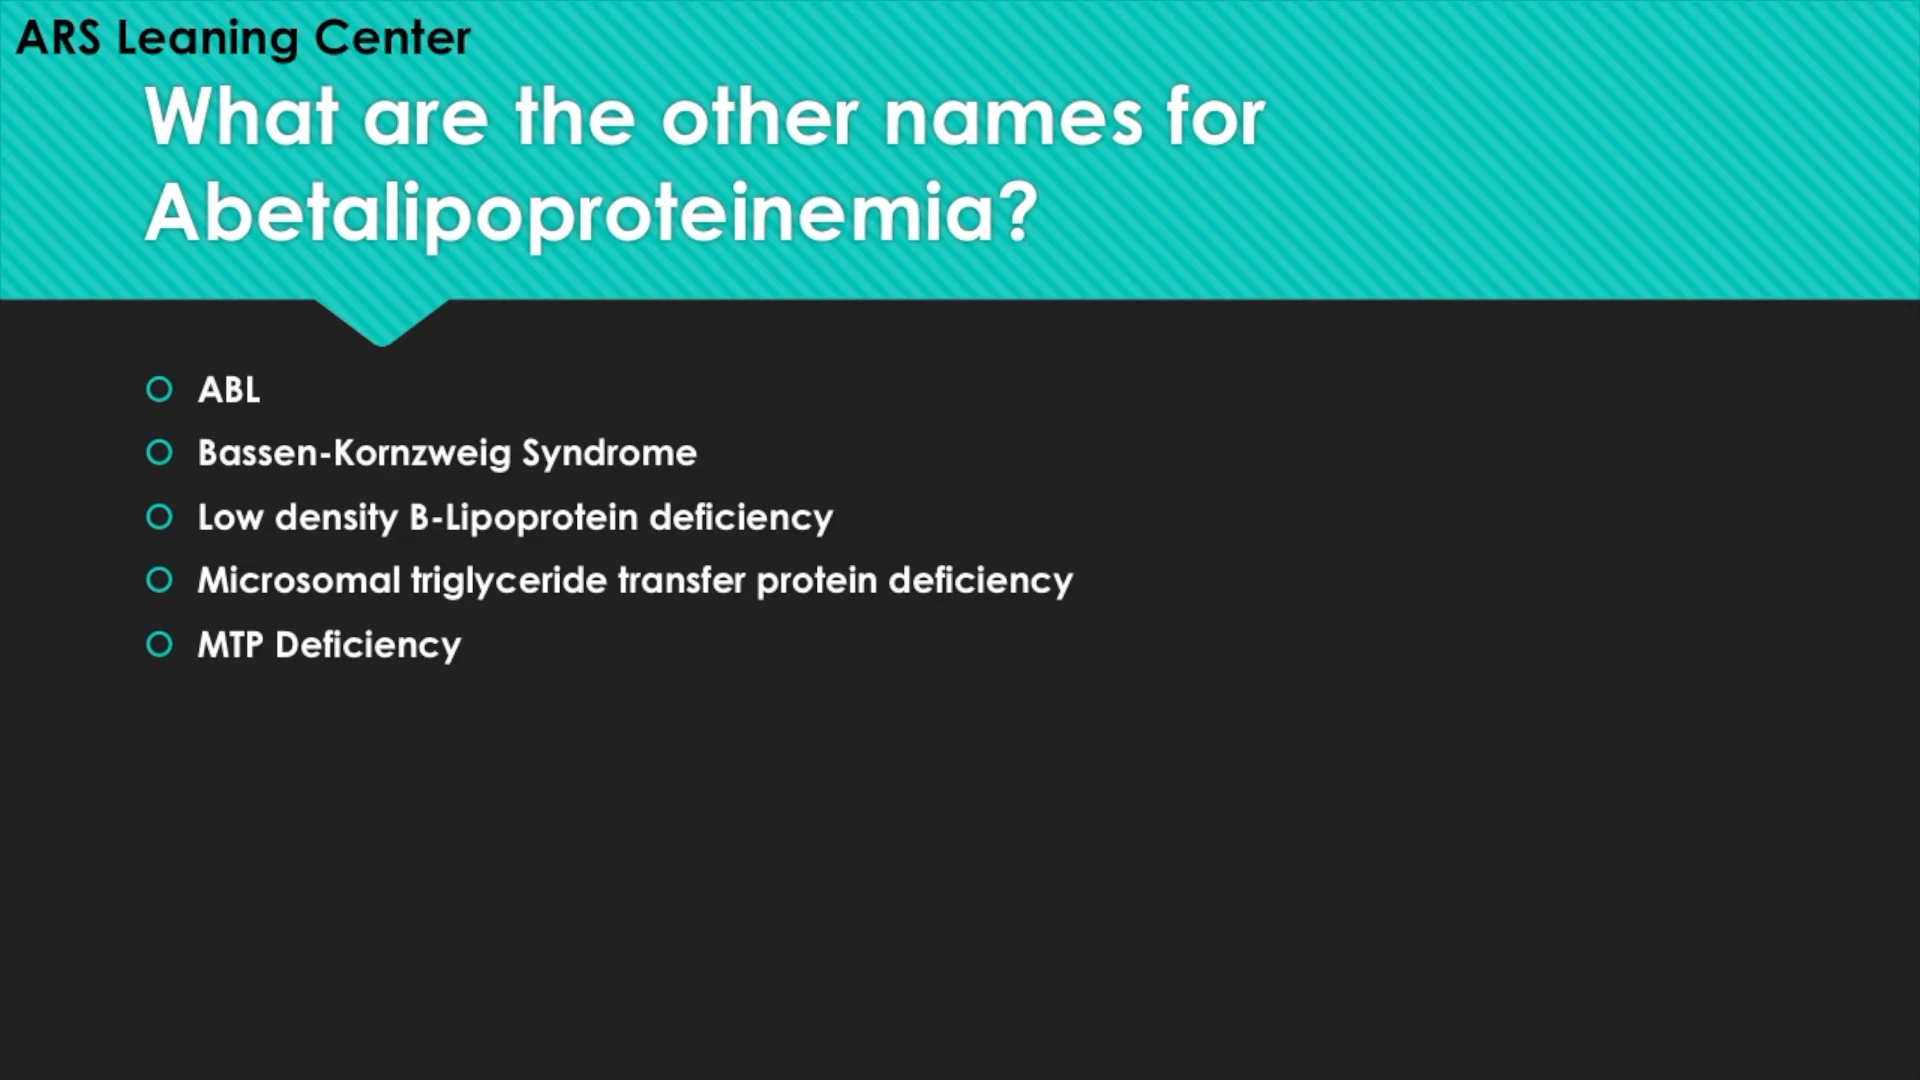 ARS Leaning Center
What are the other names for
Abetalipoproteinemia?
ABL
Bassen-Kornzweig Syndrome
Low density B-Lipoprotein deficiency
Microsomal triglyceride transfer protein deficiency
MTP Deficiency